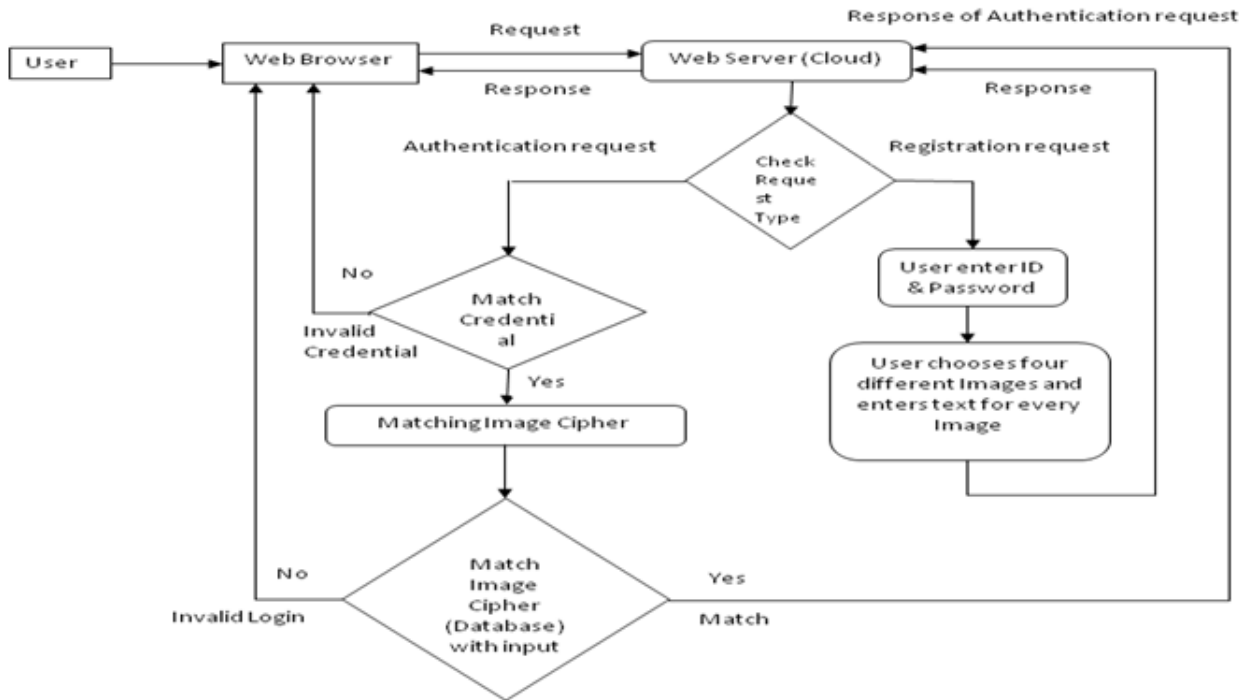 Response of Authentication request
Request
User
Web Browser
Web Server (Cloud)
Response
Response
Authentication request
Registration request
Check
Reque
st
Type
No
Match
Credenti
al
Invalid
Credential
User enter ID
& Password
Yes
User chooses four
different Images and
enters text for every
Image
Matching Image Cipher
No
Match
Image
Cipher
(Database)
with input
Yes
Invalid Login
Match